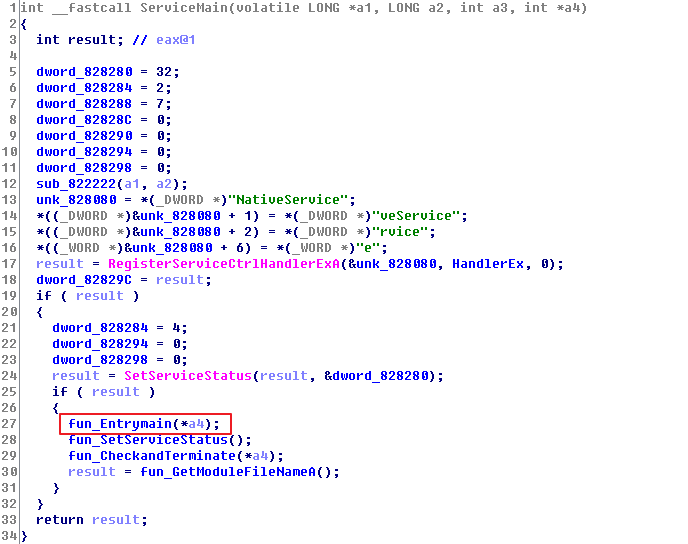 1 int __fastcall ServiceMain(volatile LONG *a1, LONG a2, int a3, int *a4)
2 {
3   int result; // eax@1
4
5   dword_828280 = 32;
6   dword_828284 = 2;
7   dword_828288 = 7;
8   dword_82828C = 0;
9   dword_828290 = 0;
10   dword_828294 = 0;
11   dword_828298 = 0;
12   sub_822222(a1, a2);
13   unk_828080 = *(_DWORD *)"NativeService";
14   *((_DWORD *)&unk_828080 + 1) = *(_DWORD *)"veService";
15   *((_DWORD *)&unk_828080 + 2) = *(_DWORD *)"rvice";
16   *((_WORD *)&unk_828080 + 6) = *(_WORD *)"e";
17   result = RegisterServiceCtrlHandlerExA(&unk_828080, HandlerEx, 0);
18   dword_82829C = result;
19   if ( result )
20   {
21     dword_828284 = 4;
22     dword_828294 = 0;
23     dword_828298 = 0;
24     result = SetServiceStatus(result, &dword_828280);
25     if ( result )
26     {
27       fun_Entrymain(*a4);
28       fun_SetServiceStatus();
29       fun_CheckandTerminate(*a4);
30       result = fun_GetModuleFileNameA();
31     }
32   }
33   return result;
34 }